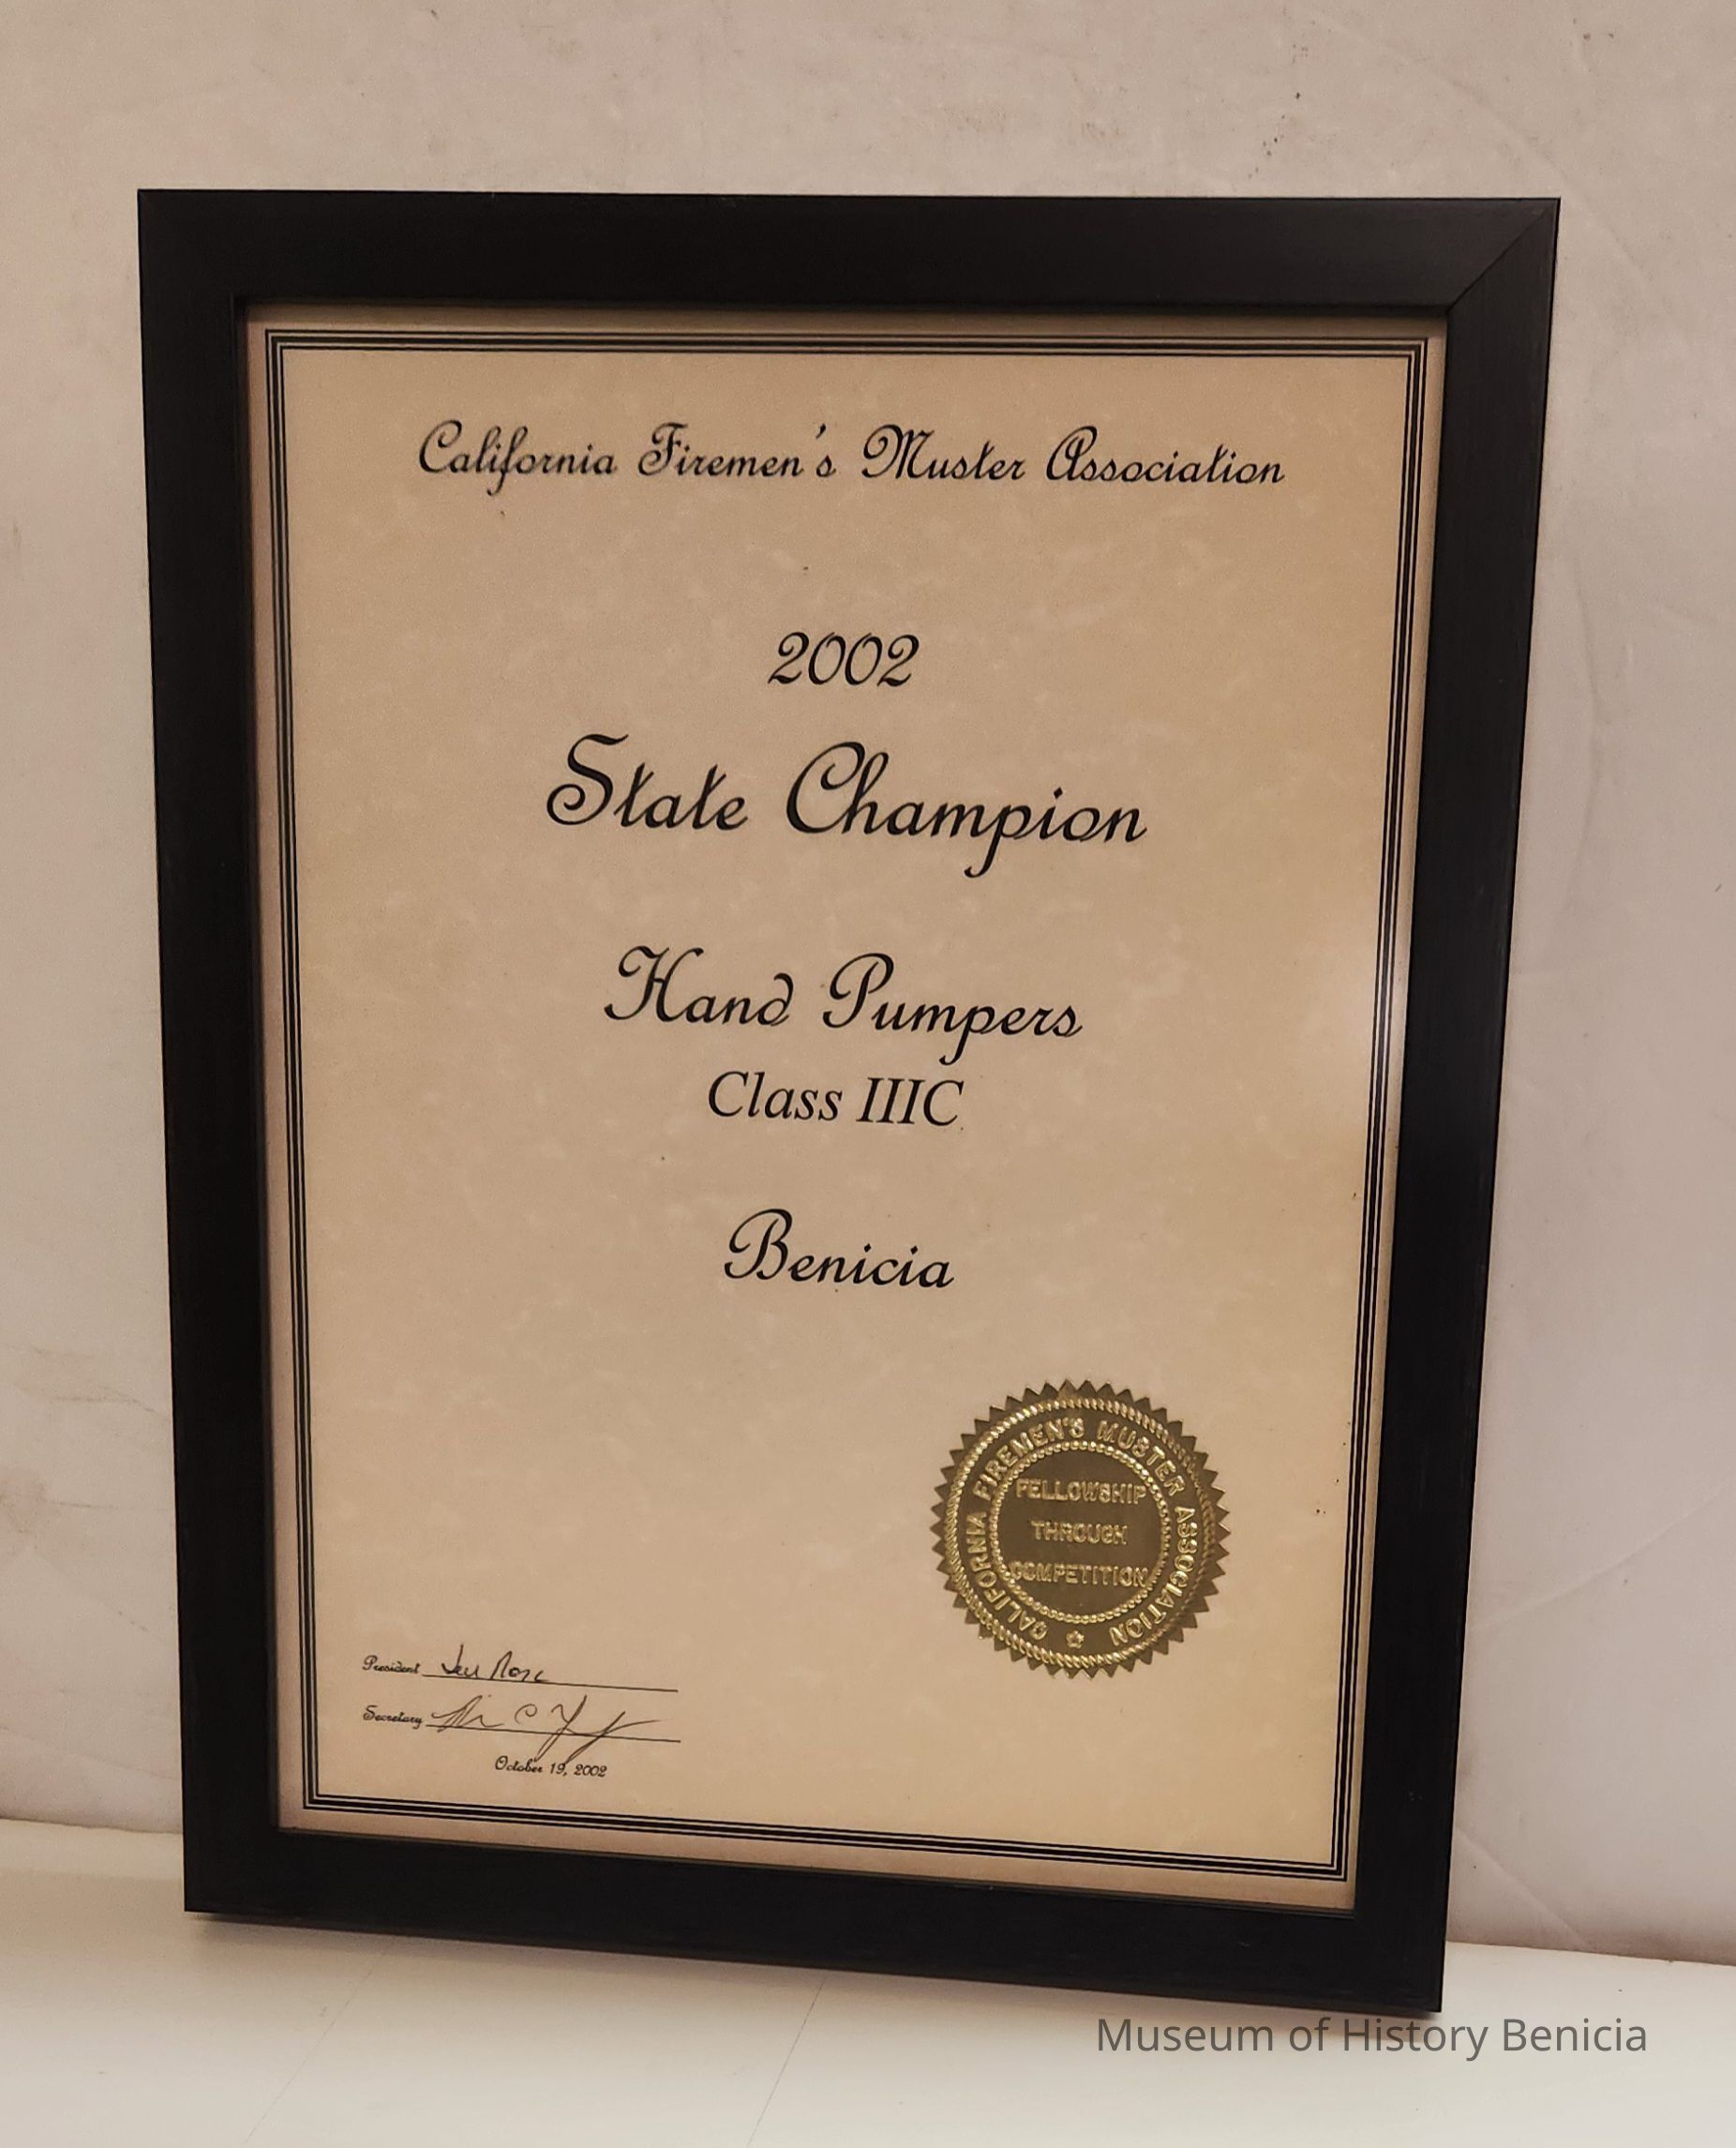 California Firemen's Muster Association
2002
State Champion
Hand Pumpers
Class IIIC
Benicia
CALIFORNIA FIREMEN'S MUSTER ASSOCIATION
FELLOWSHIP
THROUGH
COMPETITION
President
Secretary
October 19, 2002
Museum of History Benicia